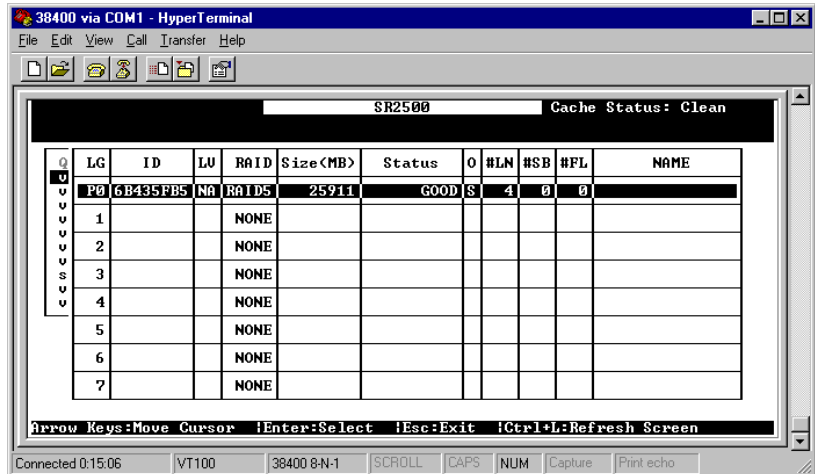 38400 via COM1 - HyperTerminal
File Edit View Call Transfer Help
SR2500 Cache Status: Clean
Q LG ID LV RAID Size(MB) Status O #LN #SB #FL NAME
v
v P0 6B435FB5 NA RAID5 25911 GOOD S 4 0 0
v
v 1 NONE
v
v 2 NONE
v
s 3 NONE
v
v 4 NONE
5 NONE
6 NONE
7 NONE
Arrow Keys:Move Cursor |Enter:Select |Esc:Exit |Ctrl+L:Refresh Screen
Connected 0:15:06 VT100 38400 8-N-1 SCROLL CAPS NUM Capture Print echo